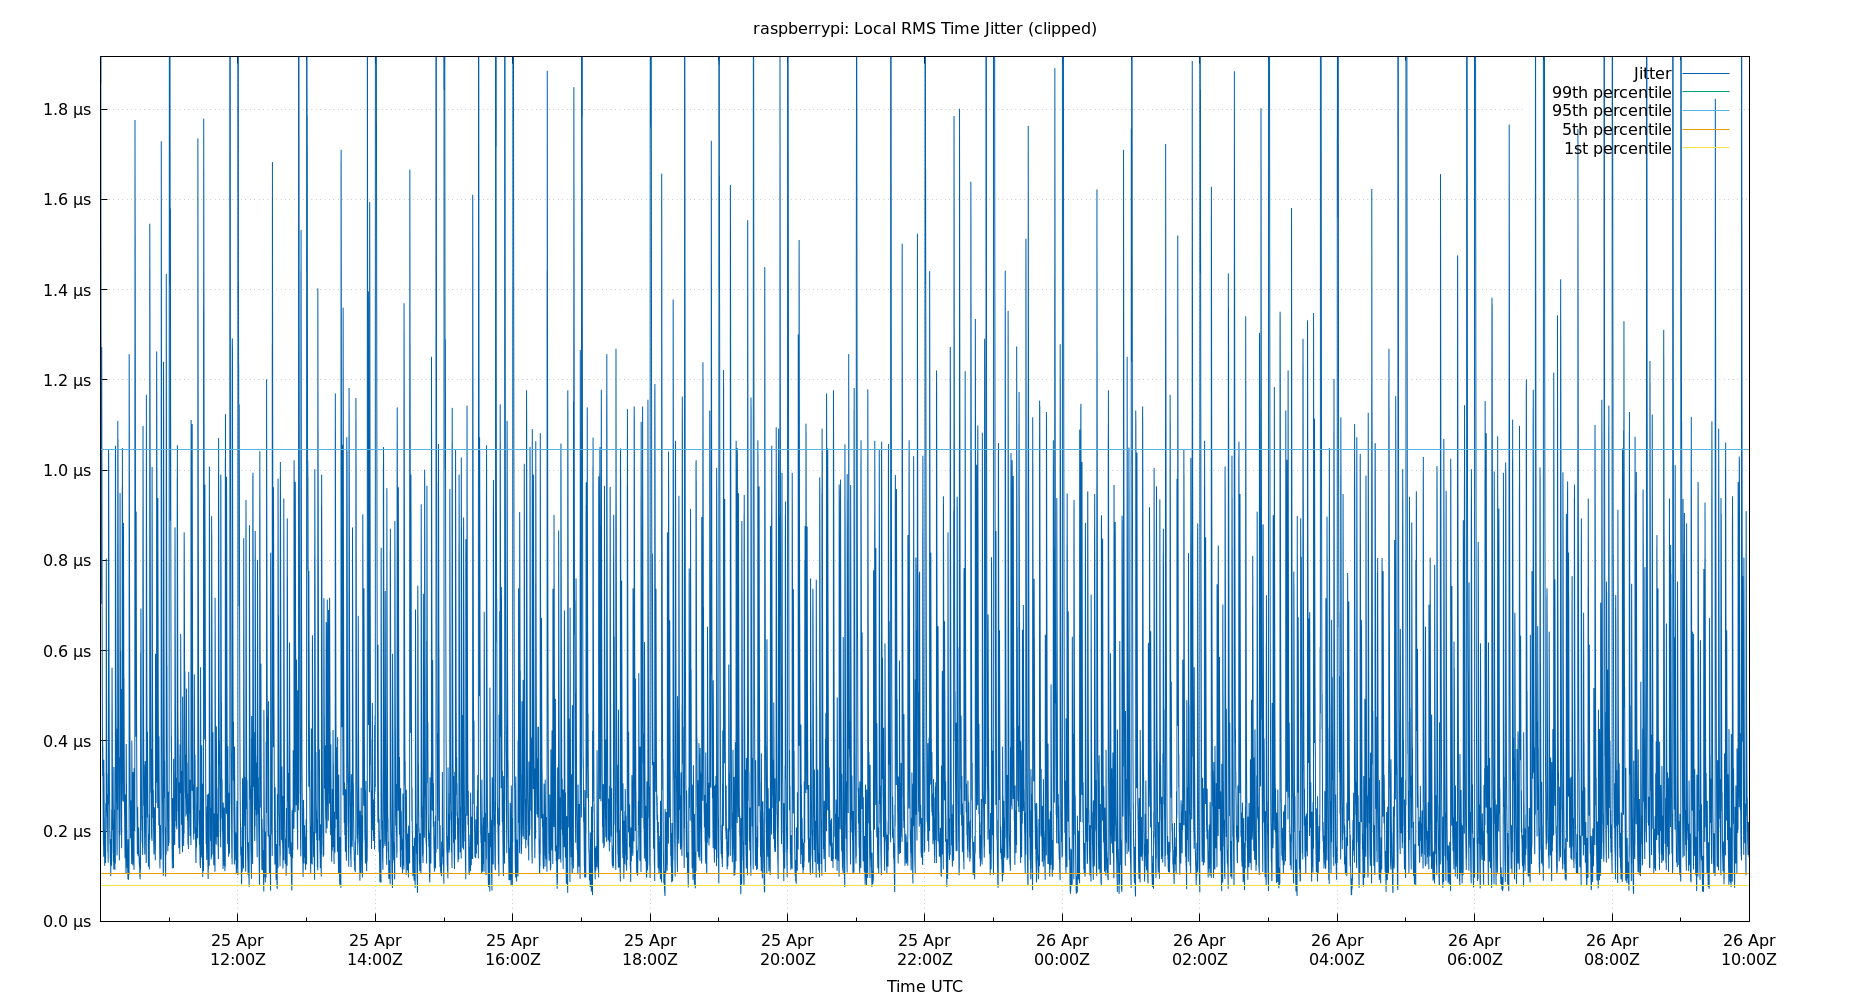 raspberrypi: Local RMS Time Jitter (clipped)
Jitter
99th percentile
95th percentile
5th percentile
1st percentile
1.8 µs
1.6 µs
1.4 µs
1.2 µs
1.0 µs
0.8 µs
0.6 µs
0.4 µs
0.2 µs
0.0 µs
25 Apr 25 Apr 25 Apr 25 Apr 25 Apr 25 Apr 26 Apr 26 Apr 26 Apr 26 Apr 26 Apr 26 Apr
12:00Z 14:00Z 16:00Z 18:00Z 20:00Z 22:00Z 00:00Z 02:00Z 04:00Z 06:00Z 08:00Z 10:00Z
Time UTC